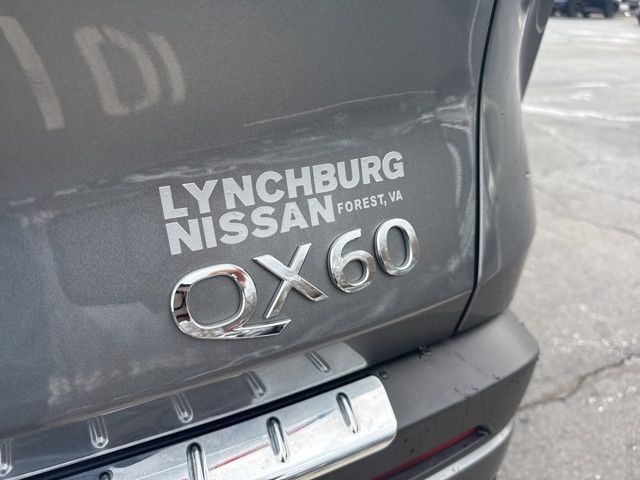 LYNCHBURG
NISSAN FOREST, VA
QX60